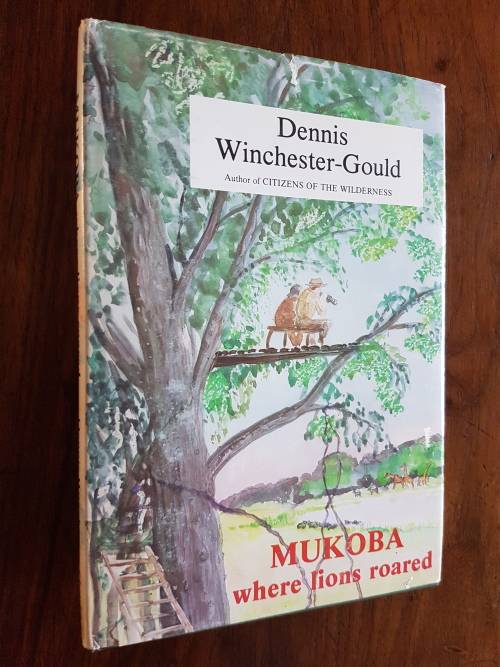 Dennis
Winchester-Gould
Author of CITIZENS OF THE WILDERNESS
MUKOBA
where lions roared